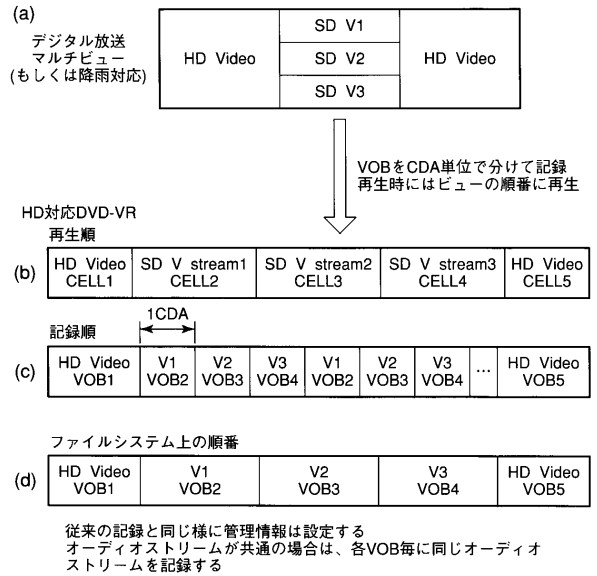 (a)
デジタル放送
マルチビュー
(もしくは降雨対応)
HD Video
SD V1
SD V2
SD V3
HD Video
VOBをCDA単位で分けて記録
再生時にはビューの順番に再生
HD対応DVD-VR
再生順
(b)
HD Video
CELL1
SD V stream1
CELL2
SD V stream2
CELL3
SD V stream3
CELL4
HD Video
CELL5
記録順
1CDA
(c)
HD Video
VOB1
V1
VOB2
V2
VOB3
V3
VOB4
V1
VOB2
V2
VOB3
V3
VOB4
…
HD Video
VOB5
ファイルシステム上の順番
(d)
HD Video
VOB1
V1
VOB2
V2
VOB3
V3
VOB4
HD Video
VOB5
従来の記録と同じ様に管理情報は設定する
オーディオストリームが共通の場合は、各VOB毎に同じオーディオ
ストリームを記録する